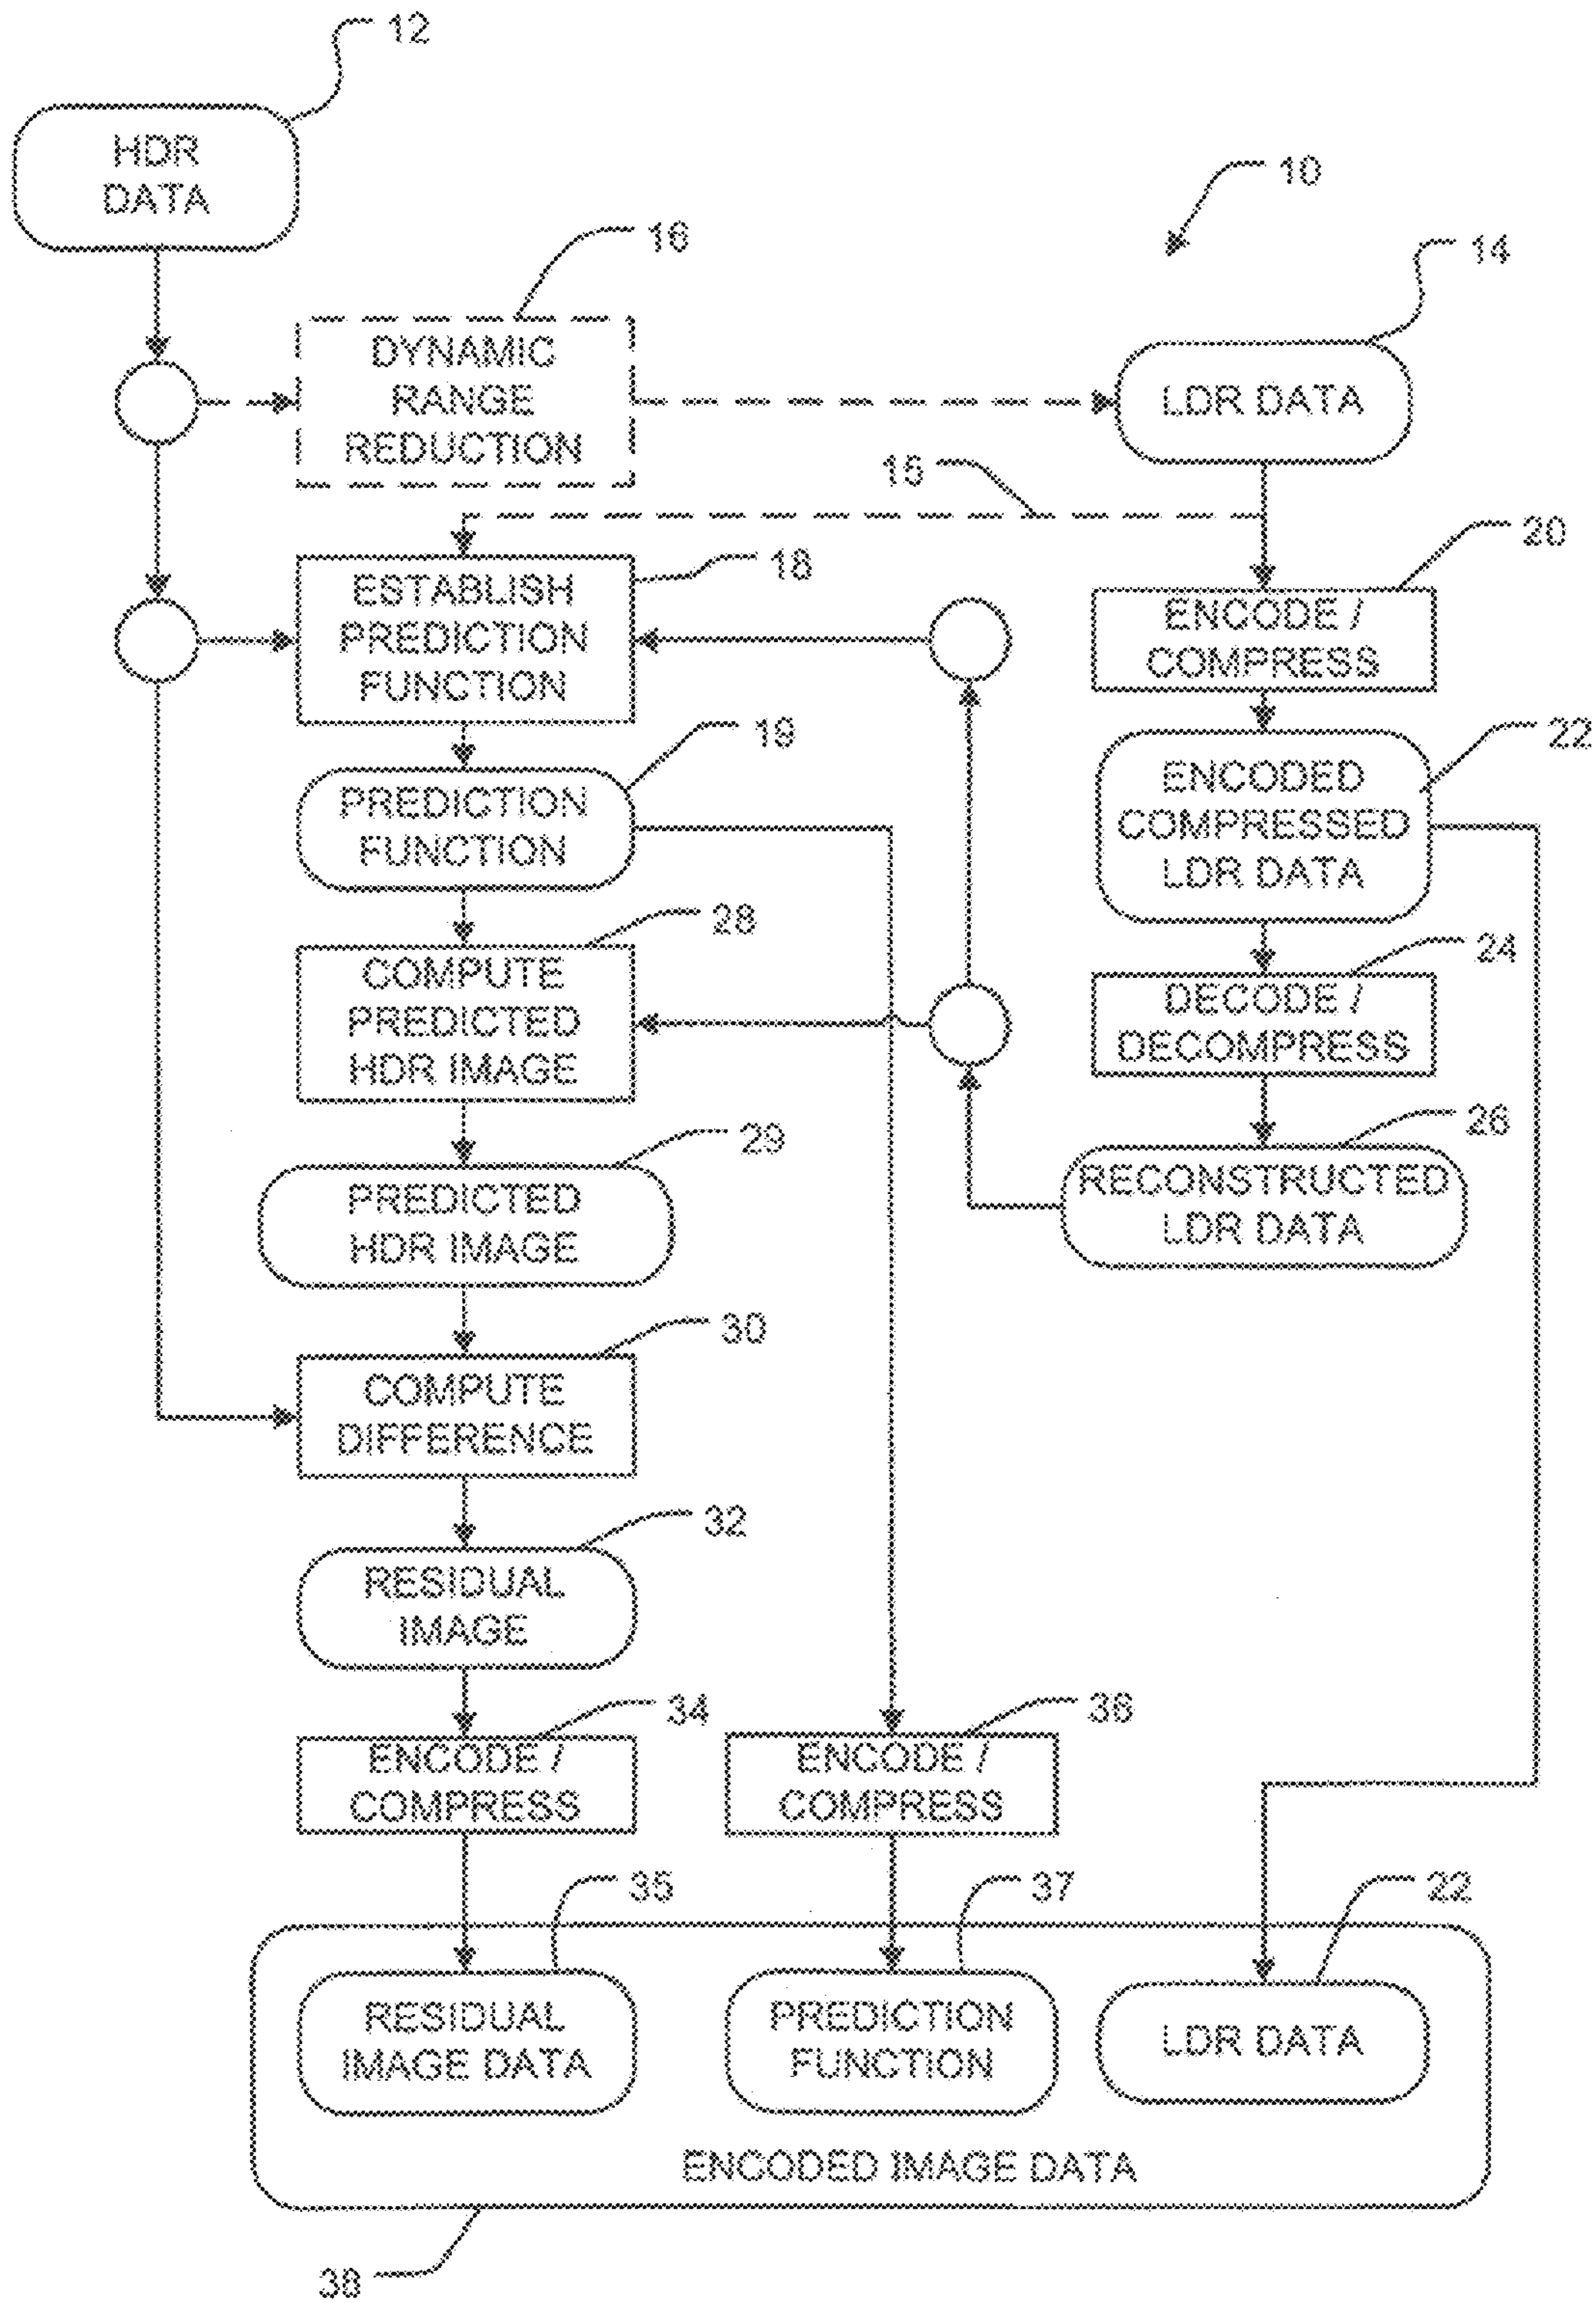 12
HDR
DATA
10
16
14
DYNAMIC
RANGE
REDUCTION
LDR DATA
15
20
18
ESTABLISH
PREDICTION
FUNCTION
ENCODE /
COMPRESS
19
22
PREDICTION
FUNCTION
ENCODED
COMPRESSED
LDR DATA
28
24
COMPUTE
PREDICTED
HDR IMAGE
DECODE /
DECOMPRESS
29
26
PREDICTED
HDR IMAGE
RECONSTRUCTED
LDR DATA
30
COMPUTE
DIFFERENCE
32
RESIDUAL
IMAGE
34
36
ENCODE /
COMPRESS
ENCODE /
COMPRESS
35
37
22
RESIDUAL
IMAGE DATA
PREDICTION
FUNCTION
LDR DATA
ENCODED IMAGE DATA
38